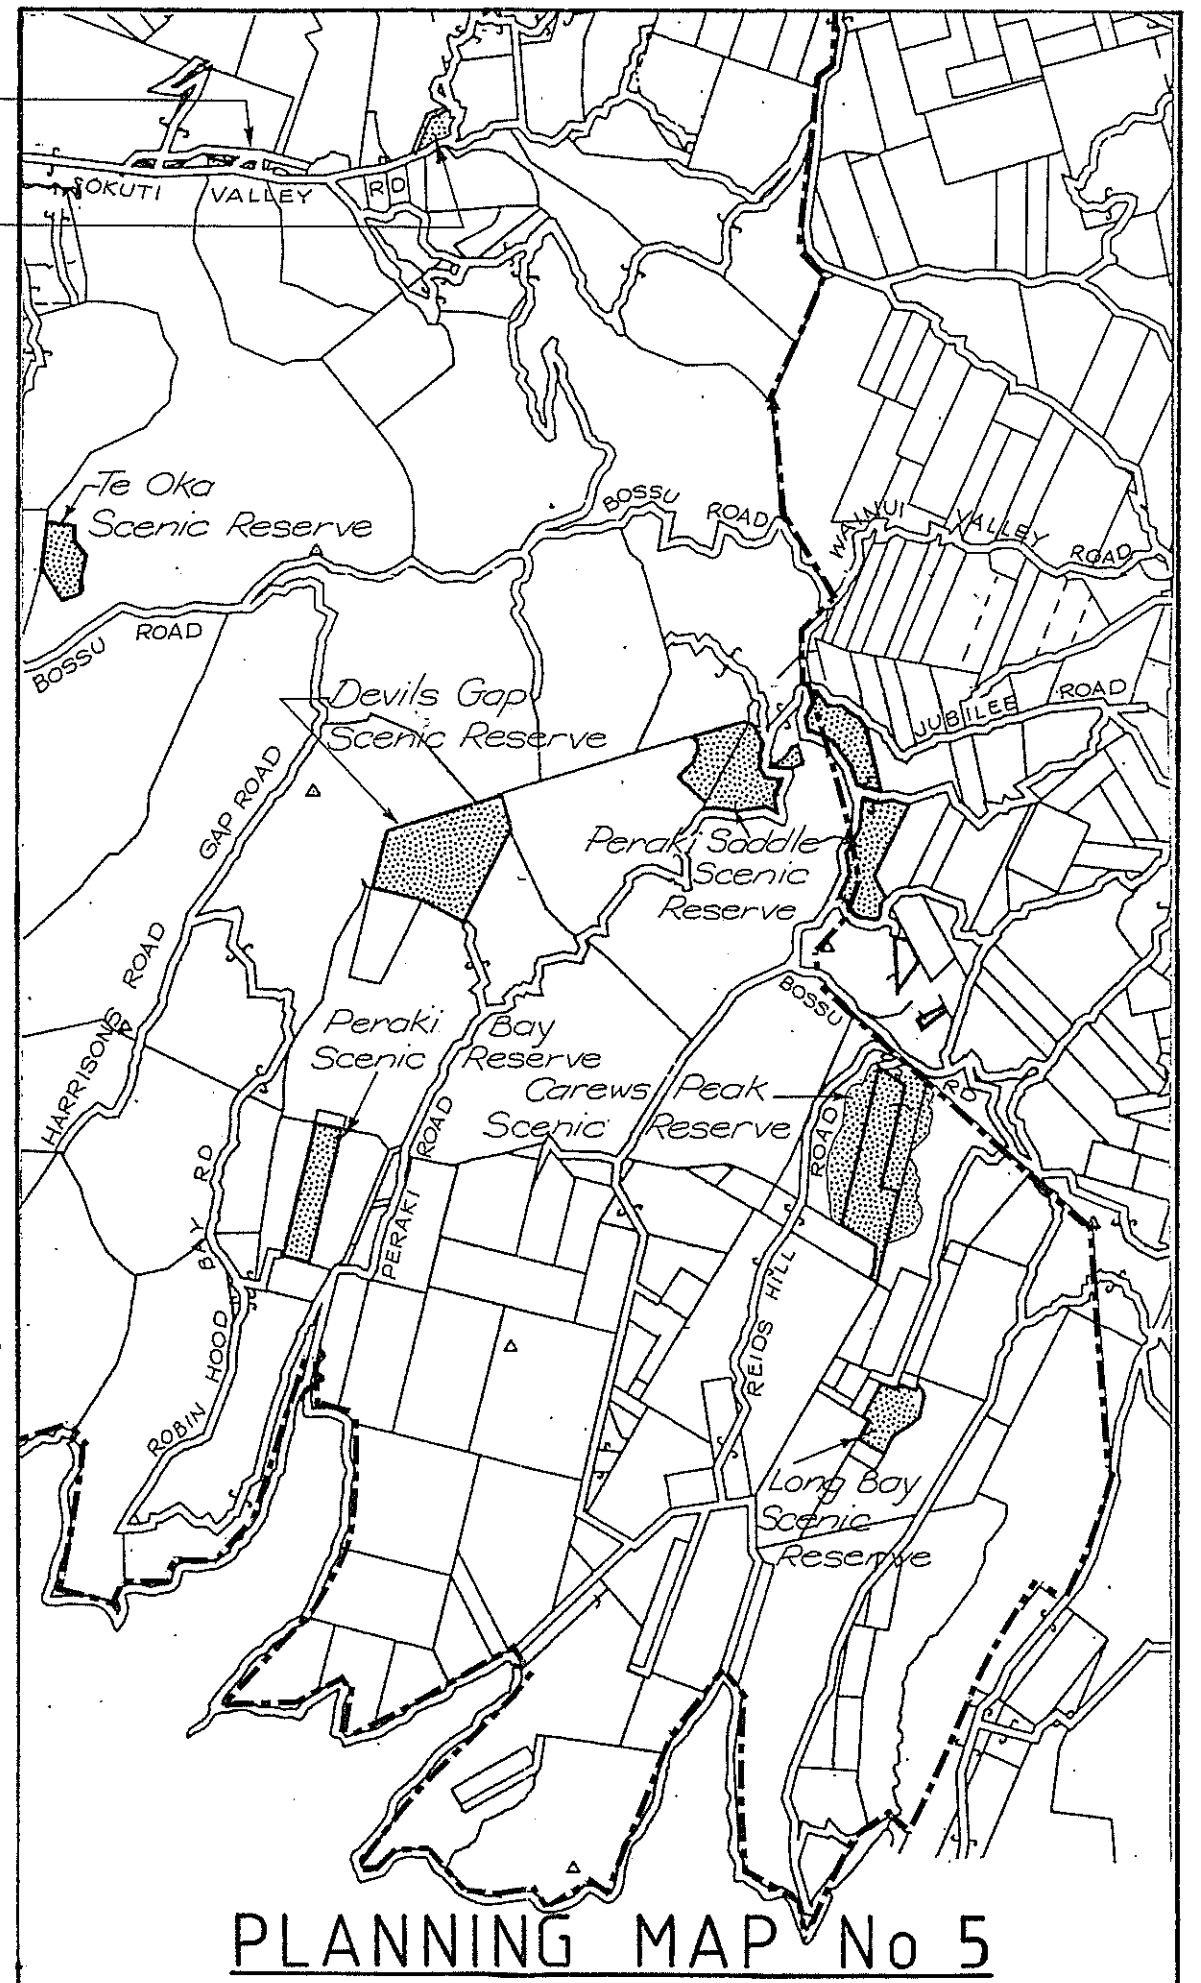 OKUTI VALLEY RD
Te Oka
Scenic Reserve
BOSSU ROAD
WAINUI VALLEY ROAD
BOSSU ROAD
Devils Gap
Scenic Reserve
JUBILEE ROAD
HARRISONS ROAD GAP ROAD
Peraki Saddle
Scenic
Reserve
BOSSU RD
Peraki Bay
Scenic Reserve
Carews Peak
Scenic Reserve
PERAKI ROAD
REIDS HILL ROAD
ROBIN HOOD BAY RD
Long Bay
Scenic
Reserve
PLANNING MAP No 5